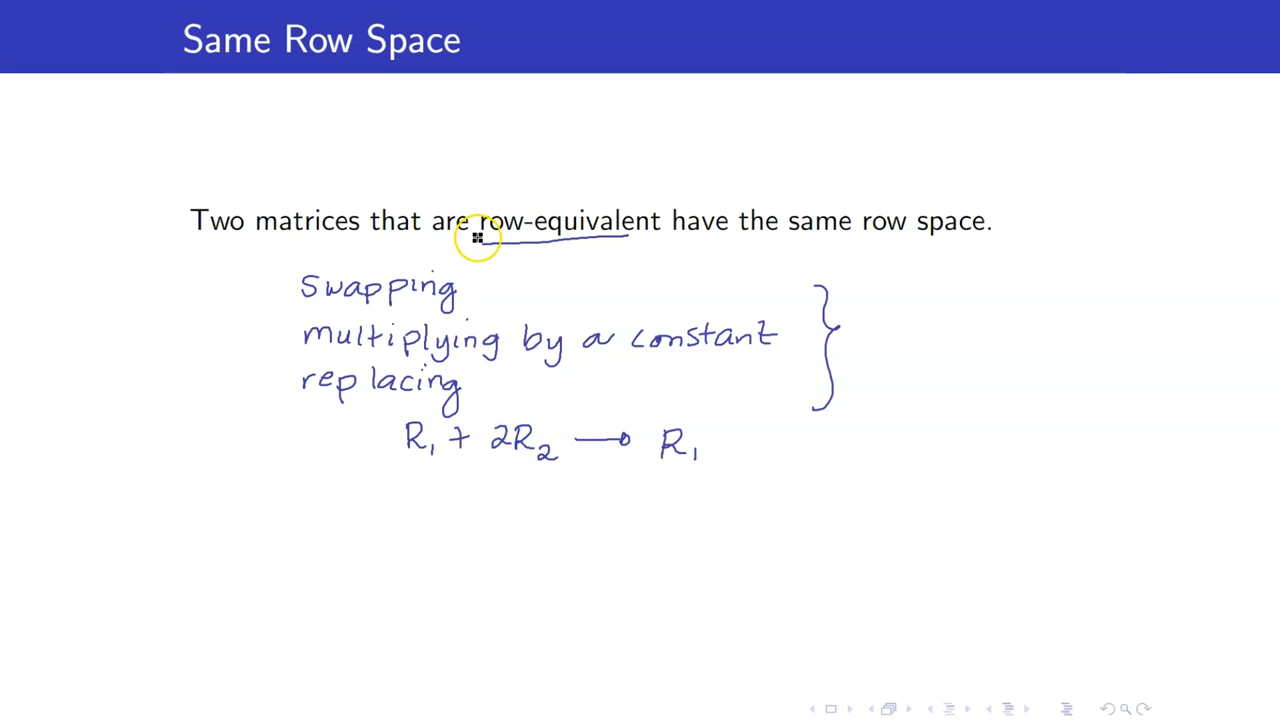 Same Row Space
Two matrices that are row-equivalent have the same row space.
Swapping
multiplying by a constant
replacing
R₁ + 2R₂ → R₁